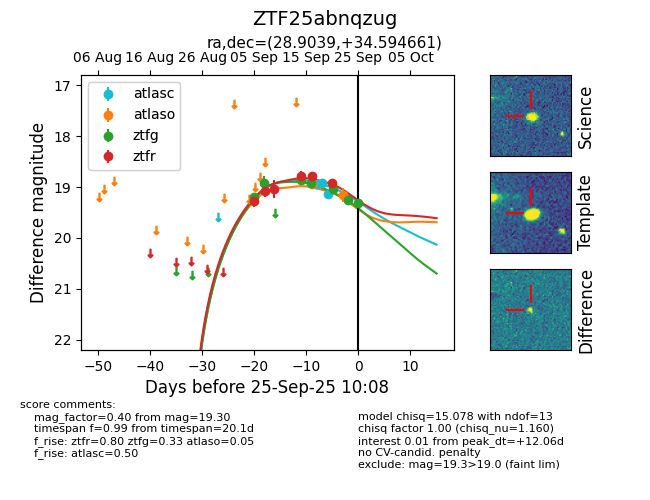 ZTF25abnqzug
ra,dec=(28.9039,+34.594661)
06 Aug 16 Aug 26 Aug 05 Sep 15 Sep 25 Sep 05 Oct
atlasc
atlaso
ztfg
ztfr
17
18
19
20
21
22
Difference magnitude
−50 −40 −30 −20 −10 0 10
Days before 25-Sep-25 10:08
Science
Template
Difference
score comments:
mag_factor=0.40 from mag=19.30
timespan f=0.99 from timespan=20.1d
f_rise: ztfr=0.80 ztfg=0.33 atlaso=0.05
f_rise: atlasc=0.50
model chisq=15.078 with ndof=13
chisq factor 1.00 (chisq_nu=1.160)
interest 0.01 from peak_dt=+12.06d
no CV-candid. penalty
exclude: mag=19.3>19.0 (faint lim)